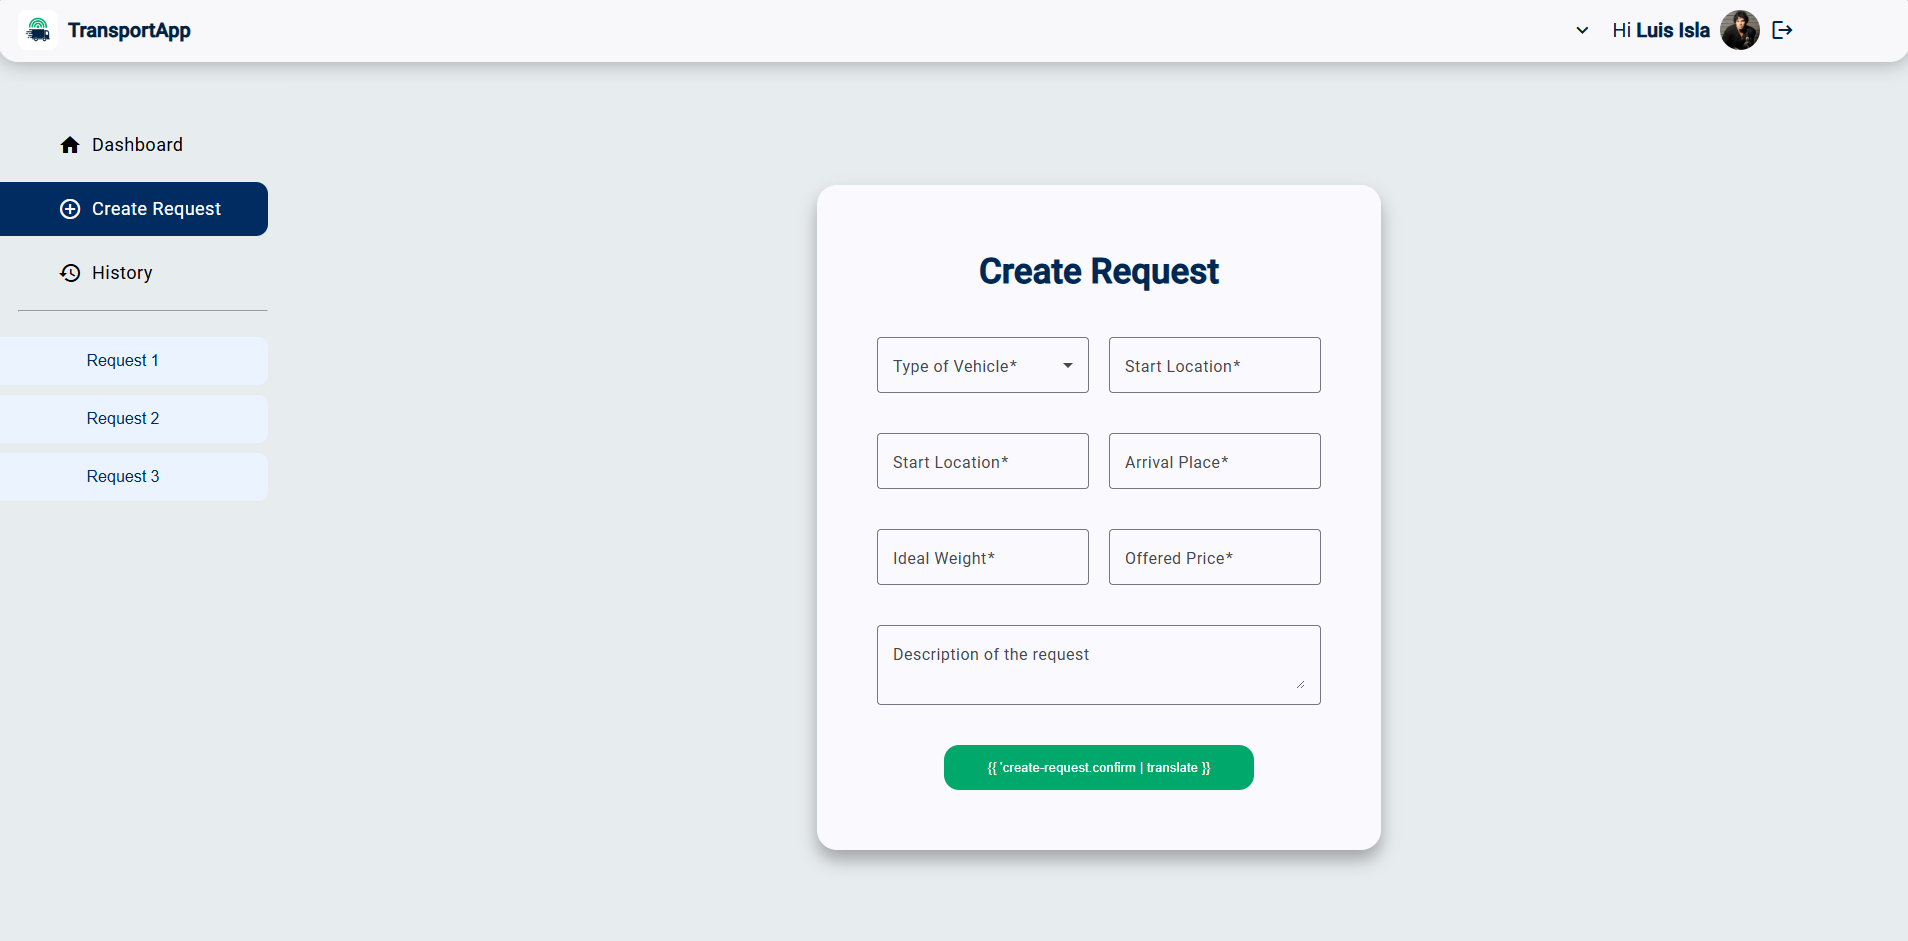 TransportApp
Hi Luis Isla
Dashboard
Create Request
History
Request 1
Request 2
Request 3
Create Request
Type of Vehicle*
Start Location*
Start Location*
Arrival Place*
Ideal Weight*
Offered Price*
Description of the request
{{ 'create-request.confirm | translate }}